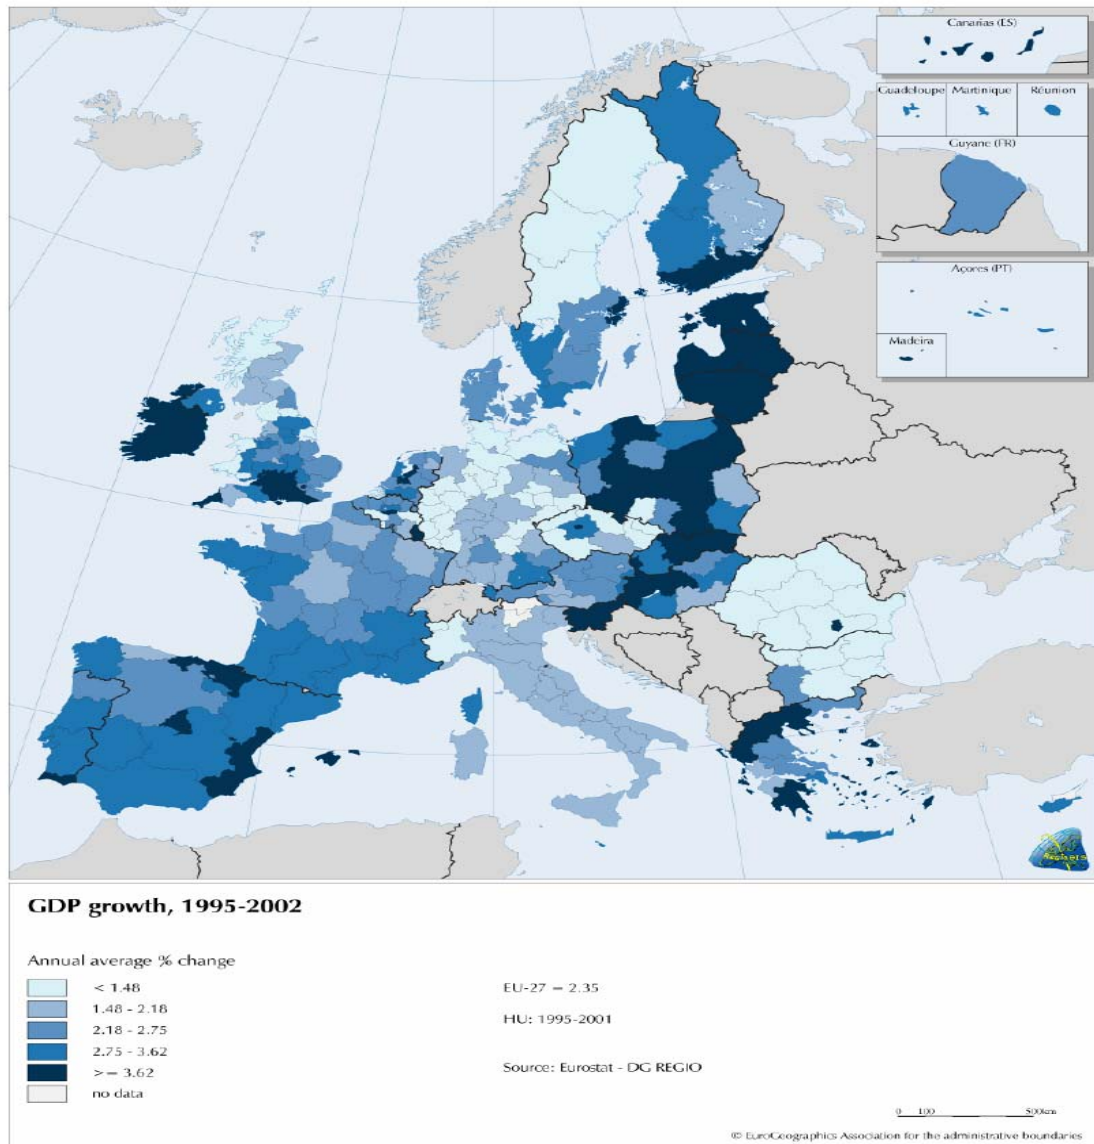 Canarias (ES)
Guadeloupe Martinique Réunion
Guyane (FR)
Açores (PT)
Madeira
GDP growth, 1995-2002
Annual average % change
< 1.48
1.48 - 2.18
2.18 - 2.75
2.75 - 3.62
>= 3.62
no data
EU-27 = 2.35
HU: 1995-2001
Source: Eurostat - DG REGIO
0 100 500km
© EuroGeographics Association for the administrative boundaries